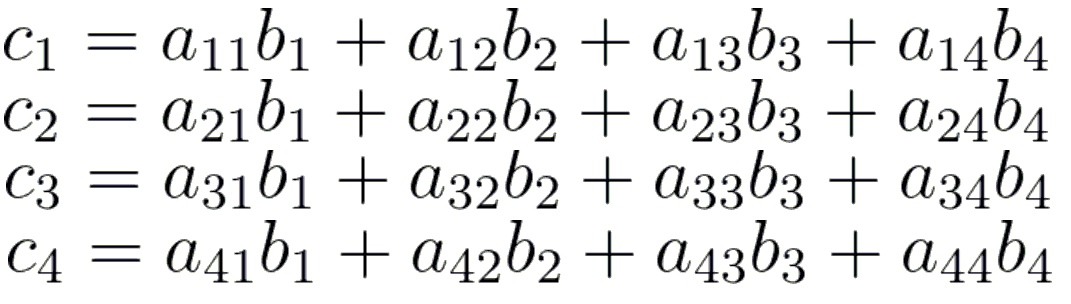 c₁ = a₁₁b₁ + a₁₂b₂ + a₁₃b₃ + a₁₄b₄
c₂ = a₂₁b₁ + a₂₂b₂ + a₂₃b₃ + a₂₄b₄
c₃ = a₃₁b₁ + a₃₂b₂ + a₃₃b₃ + a₃₄b₄
c₄ = a₄₁b₁ + a₄₂b₂ + a₄₃b₃ + a₄₄b₄